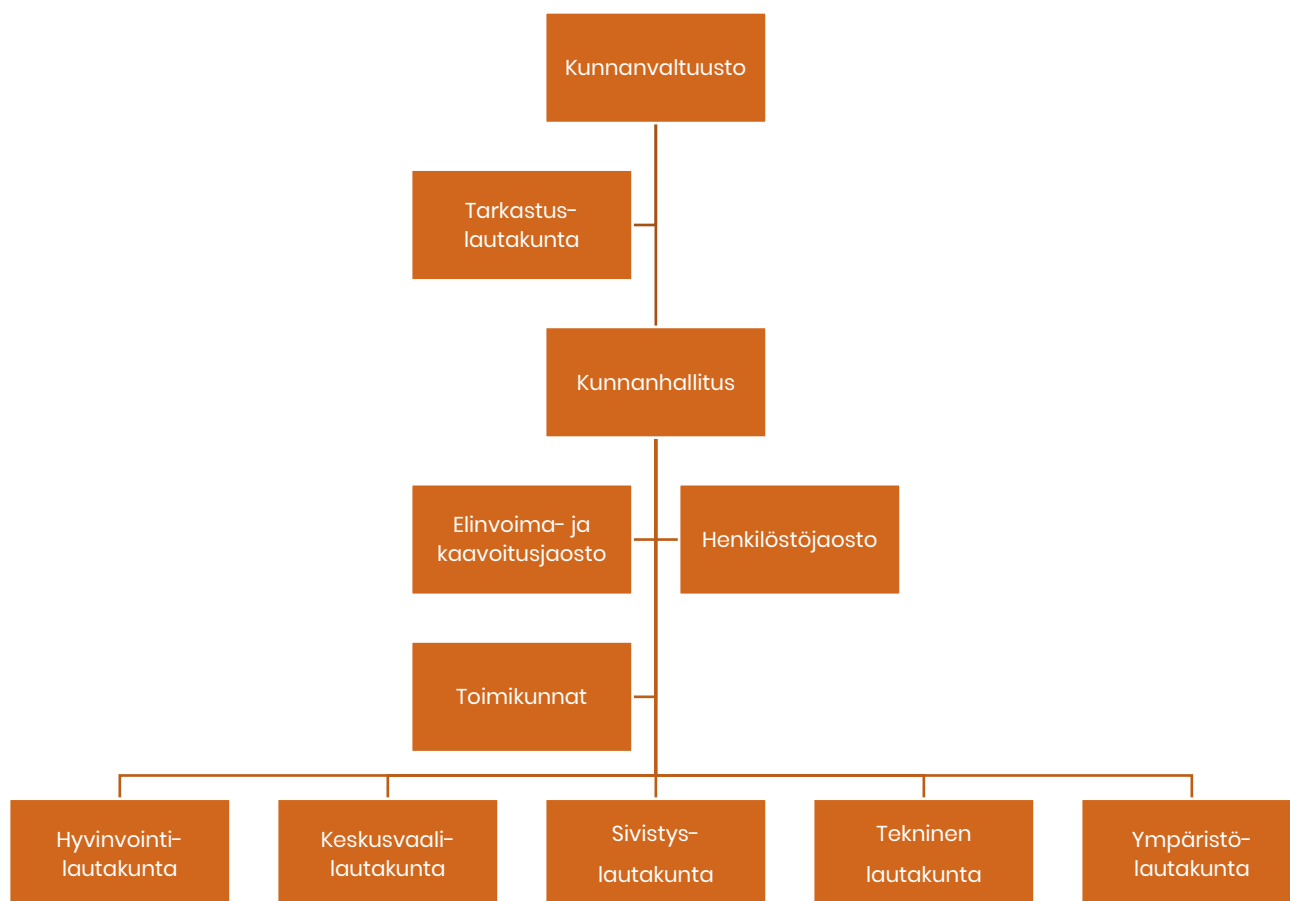 Kunnanvaltuusto
Tarkastus-
lautakunta
Kunnanhallitus
Elinvoima- ja
kaavoitusjaosto
Henkilöstöjaosto
Toimikunnat
Hyvinvointi-
lautakunta
Keskusvaali-
lautakunta
Sivistys-
lautakunta
Tekninen
lautakunta
Ympäristö-
lautakunta